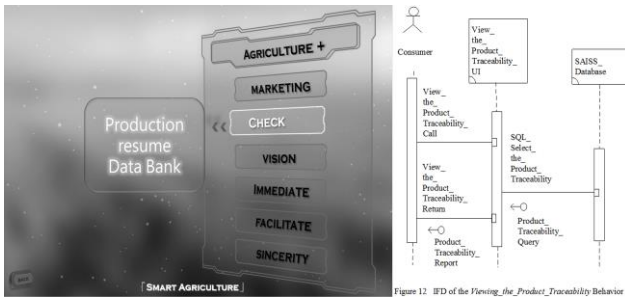 AGRICULTURE +
MARKETING
Production
resume
Data Bank
CHECK
VISION
IMMEDIATE
FACILITATE
SINCERITY
[SMART AGRICULTURE]
Consumer
View_
the_
Product_
Traceability_
UI
SAISS_
Database
View_
the_
Product_
Traceability_
Call
SQL_
Select_
the_
Product_
Traceability
View_
the_
Product_
Traceability_
Return
Product_
Traceability_
Query
Product_
Traceability_
Report
Figure 12 IFD of the Viewing_the_Product_Traceability Behavior